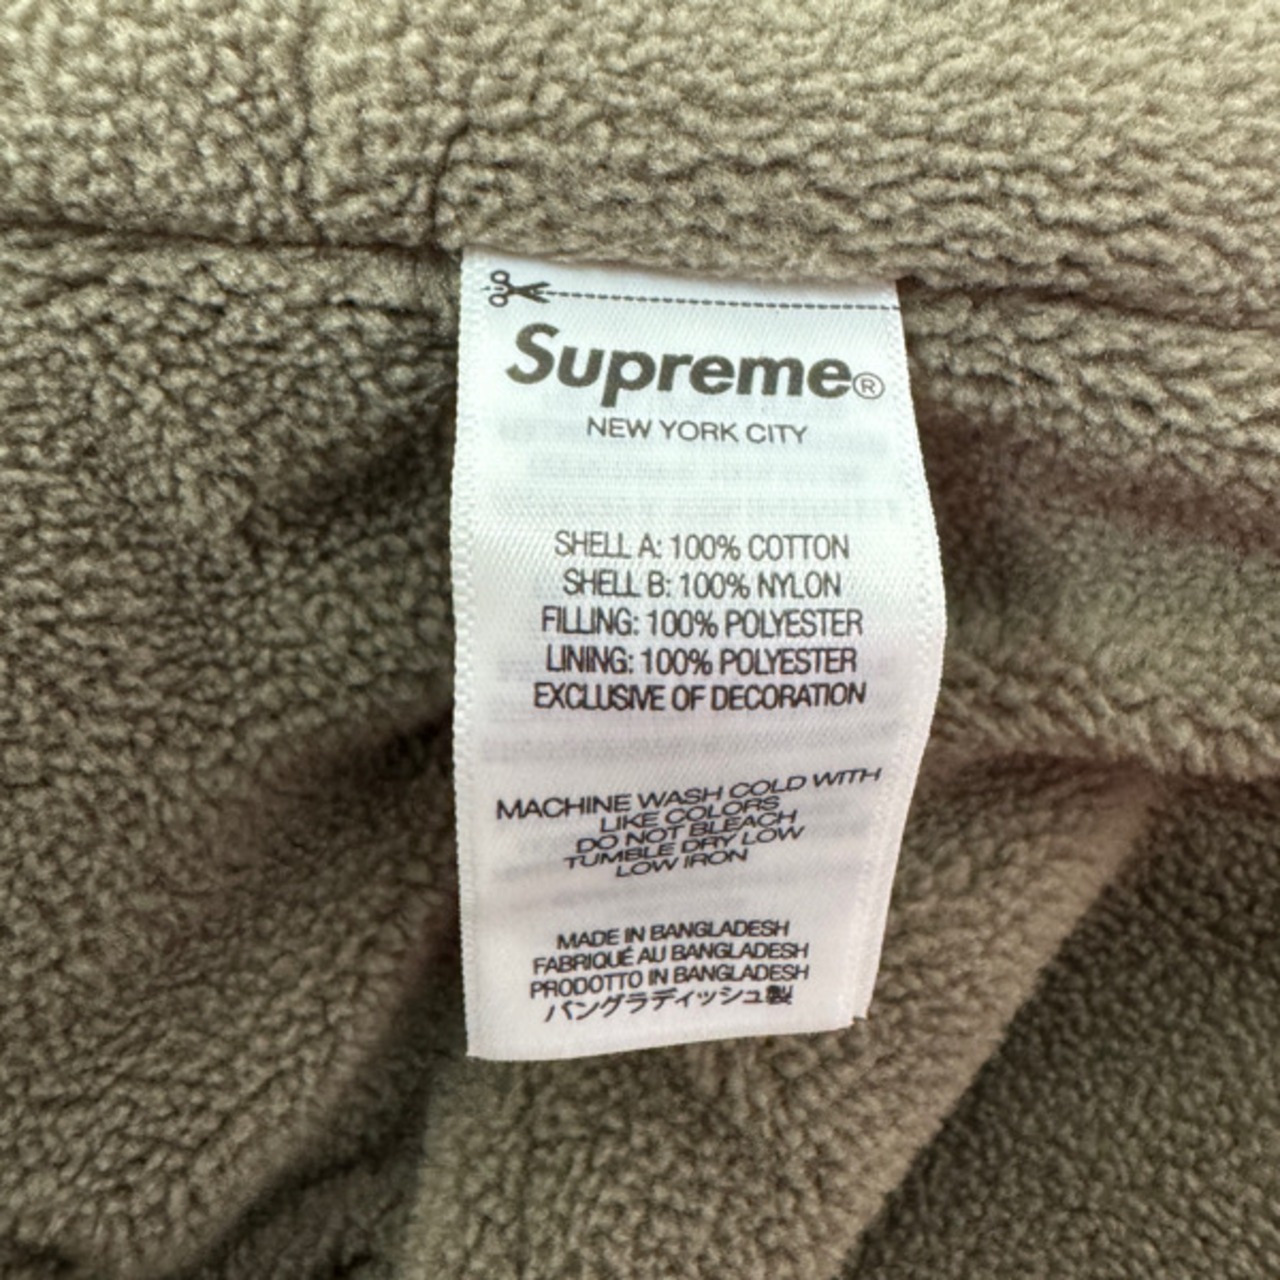 Supreme®
NEW YORK CITY
SHELL A: 100% COTTON
SHELL B: 100% NYLON
FILLING: 100% POLYESTER
LINING: 100% POLYESTER
EXCLUSIVE OF DECORATION
MACHINE WASH COLD WITH
LIKE COLORS
DO NOT BLEACH
TUMBLE DRY LOW
LOW IRON
MADE IN BANGLADESH
FABRIQUÉ AU BANGLADESH
PRODOTTO IN BANGLADESH
バングラディッシュ製